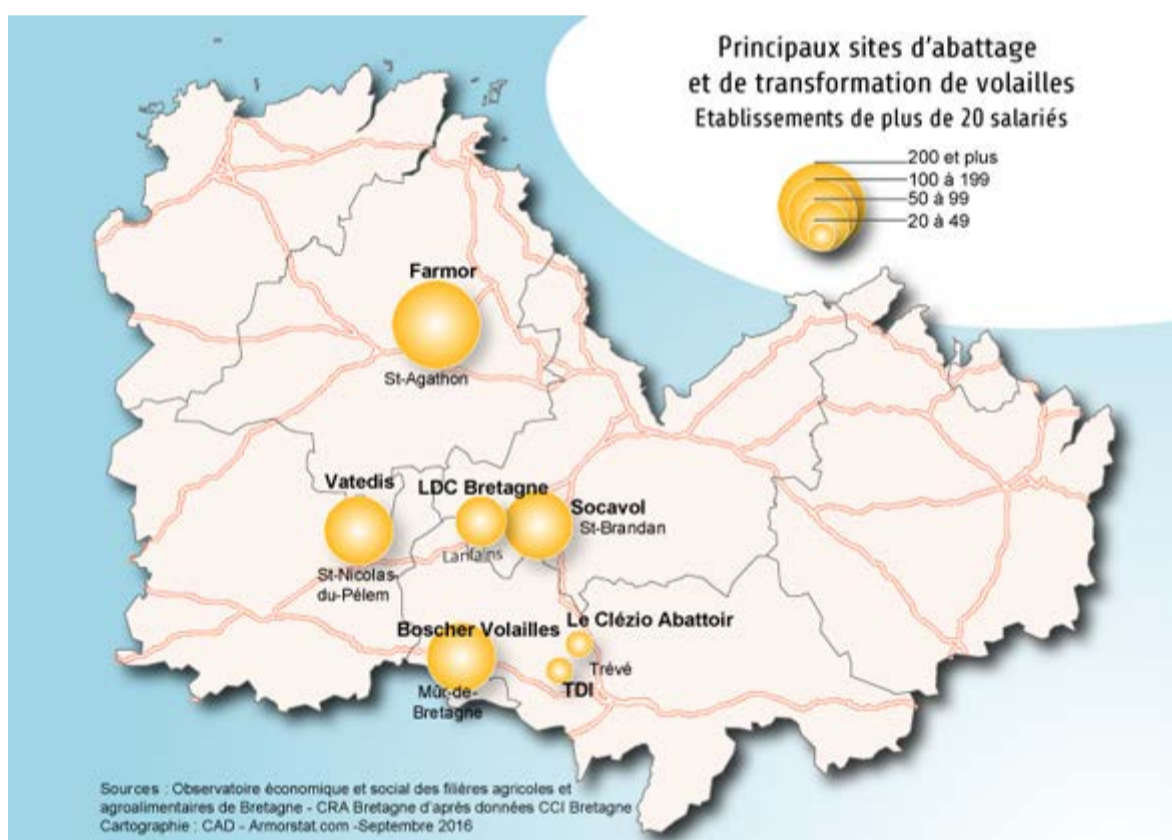 Principaux sites d'abattage
et de transformation de volailles
Etablissements de plus de 20 salariés
200 et plus
100 à 199
50 à 99
20 à 49
Farmor
St-Agathon
Vatedis
St-Nicolas-
du-Pélem
LDC Bretagne
Lanfains
Socavol
St-Brandan
Boscher Volailles
Mûr-de-
Bretagne
Le Clézio Abattoir
Trévé
TDI
Sources : Observatoire économique et social des filières agricoles et
agroalimentaires de Bretagne - CRA Bretagne d'après données CCI Bretagne
Cartographie : CAD - Armorstat.com -Septembre 2016